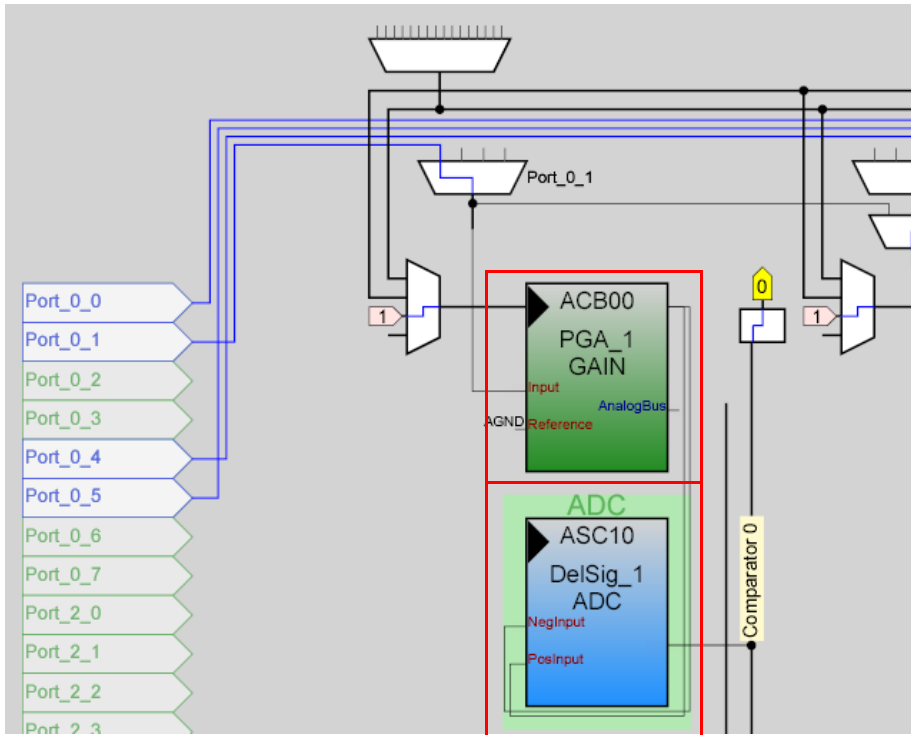 Port_0_1
Port_0_0
Port_0_1
Port_0_2
Port_0_3
Port_0_4
Port_0_5
Port_0_6
Port_0_7
Port_2_0
Port_2_1
Port_2_2
Port_2_3
1
ACB00
PGA_1
GAIN
Input
AnalogBus
AGND
Reference
ADC
ASC10
DelSig_1
ADC
NegInput
PosInput
0
Comparator 0
1